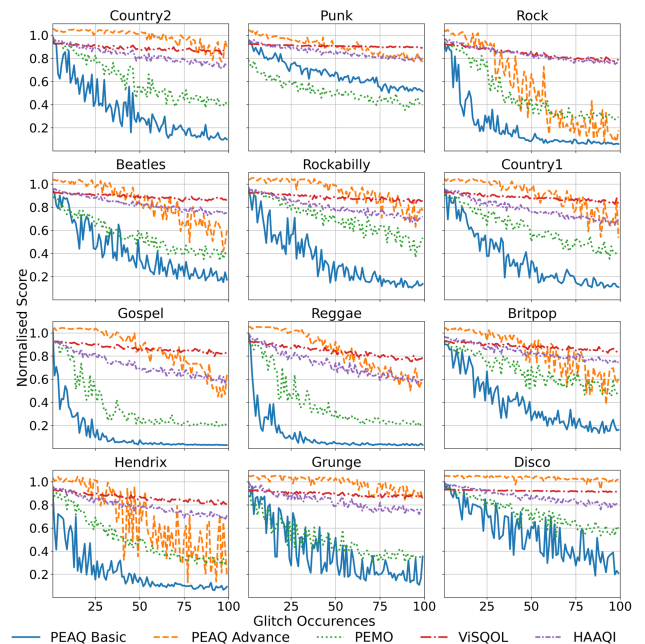 Country2 Punk Rock
1.0
0.8
0.6
0.4
0.2
Beatles Rockabilly Country1
1.0
0.8
0.6
0.4
0.2
Normalised Score
Gospel Reggae Britpop
1.0
0.8
0.6
0.4
0.2
Hendrix Grunge Disco
1.0
0.8
0.6
0.4
0.2
25 50 75 100 25 50 75 100 25 50 75 100
Glitch Occurences
PEAQ Basic PEAQ Advance PEMO ViSQOL HAAQI